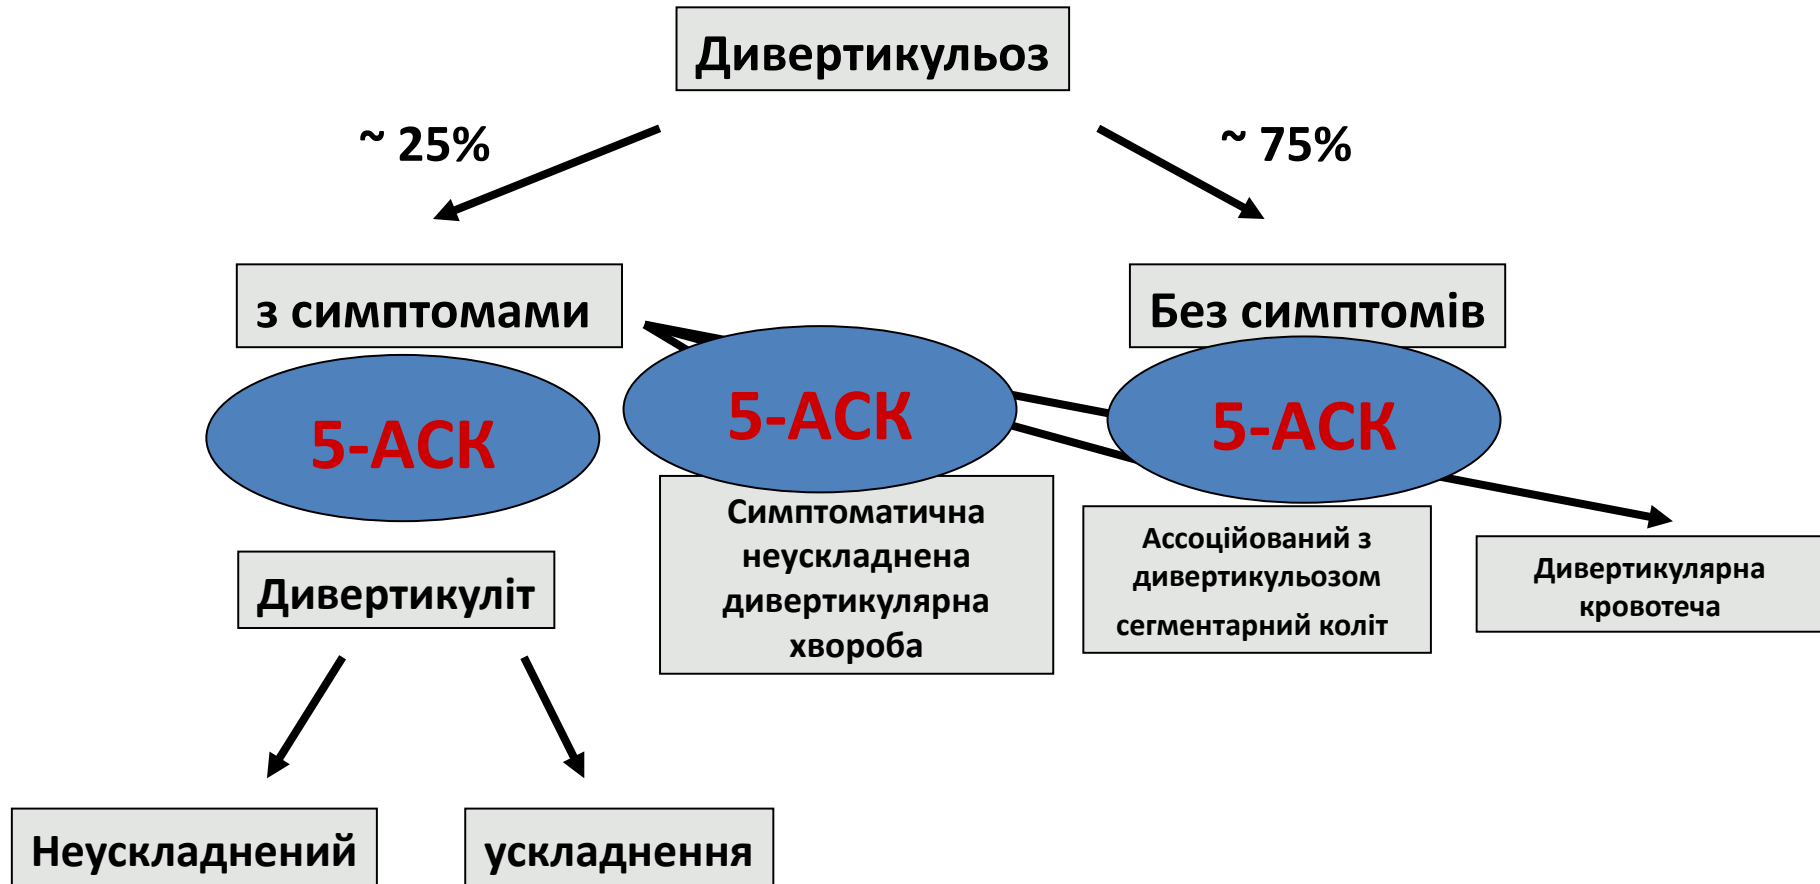 Дивертикульоз
~ 25%
~ 75%
з симптомами
Без симптомів
5-АСК
5-АСК
5-АСК
Симптоматична
неускладнена
дивертикулярна
хвороба
Ассоційований з
дивертикульозом
сегментарний коліт
Дивертикулярна
кровотеча
Дивертикуліт
Неускладнений
ускладнення